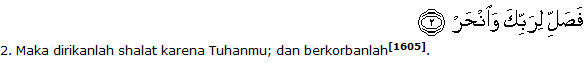 فَصَلِّ لِرَبِّكَ وَٱنْحَرْ ﴿٢﴾
2. Maka dirikanlah shalat karena Tuhanmu; dan berkorbanlah[1605].